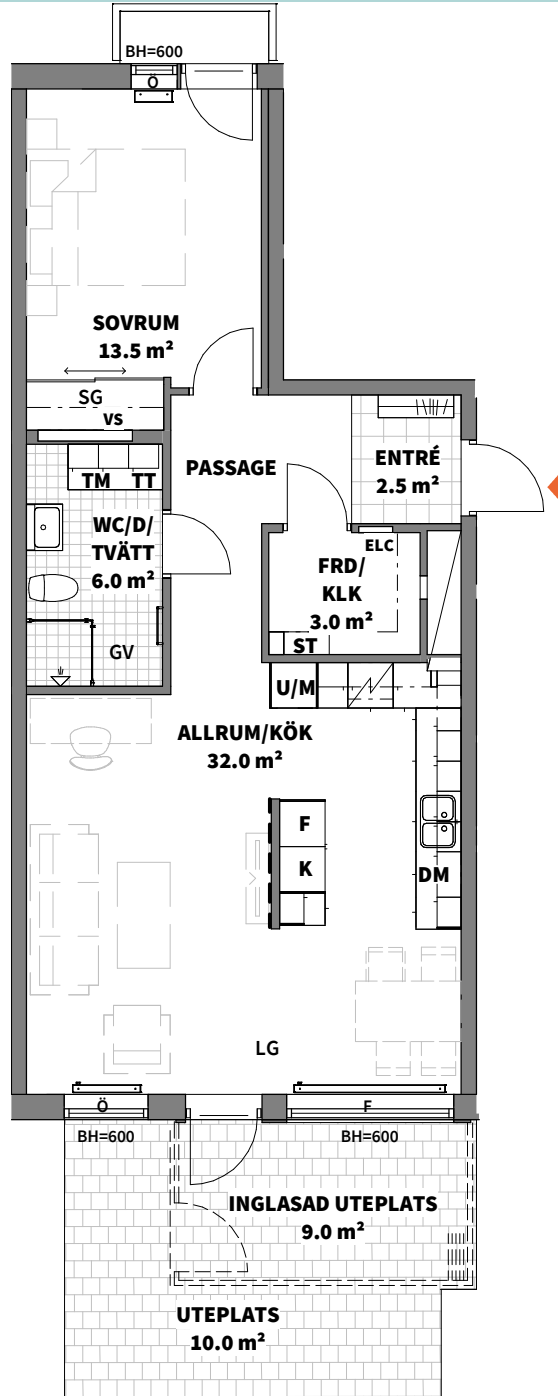 BH=600
Ö
SOVRUM
13.5 m²
SG
VS
TM TT
PASSAGE
ENTRÉ
2.5 m²
WC/D/
TVÄTT
6.0 m²
ELC
FRD/
KLK
3.0 m²
GV
ST
U/M
ALLRUM/KÖK
32.0 m²
F
K
DM
LG
Ö
F
BH=600
BH=600
INGLASAD UTEPLATS
9.0 m²
UTEPLATS
10.0 m²